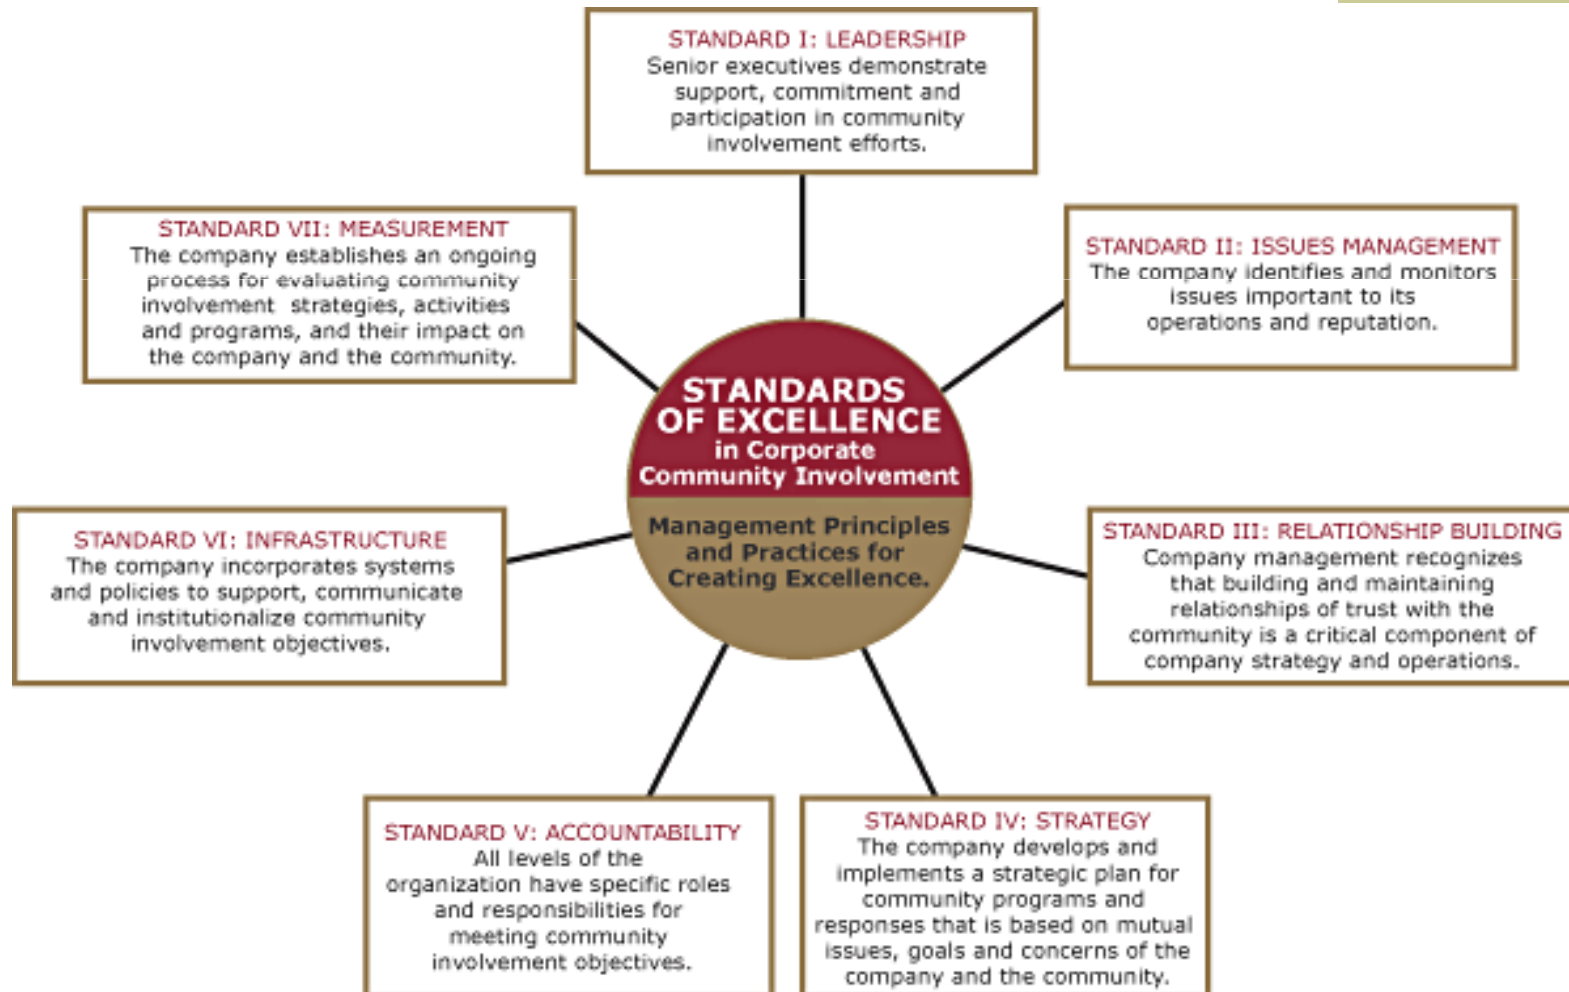 STANDARD I: LEADERSHIP
Senior executives demonstrate
support, commitment and
participation in community
involvement efforts.
STANDARD II: ISSUES MANAGEMENT
The company identifies and monitors
issues important to its
operations and reputation.
STANDARD III: RELATIONSHIP BUILDING
Company management recognizes
that building and maintaining
relationships of trust with the
community is a critical component of
company strategy and operations.
STANDARD IV: STRATEGY
The company develops and
implements a strategic plan for
community programs and
responses that is based on mutual
issues, goals and concerns of the
company and the community.
STANDARD V: ACCOUNTABILITY
All levels of the
organization have specific roles
and responsibilities for
meeting community
involvement objectives.
STANDARD VI: INFRASTRUCTURE
The company incorporates systems
and policies to support, communicate
and institutionalize community
involvement objectives.
STANDARD VII: MEASUREMENT
The company establishes an ongoing
process for evaluating community
involvement strategies, activities
and programs, and their impact on
the company and the community.
STANDARDS
OF EXCELLENCE
in Corporate
Community Involvement
Management Principles
and Practices for
Creating Excellence.